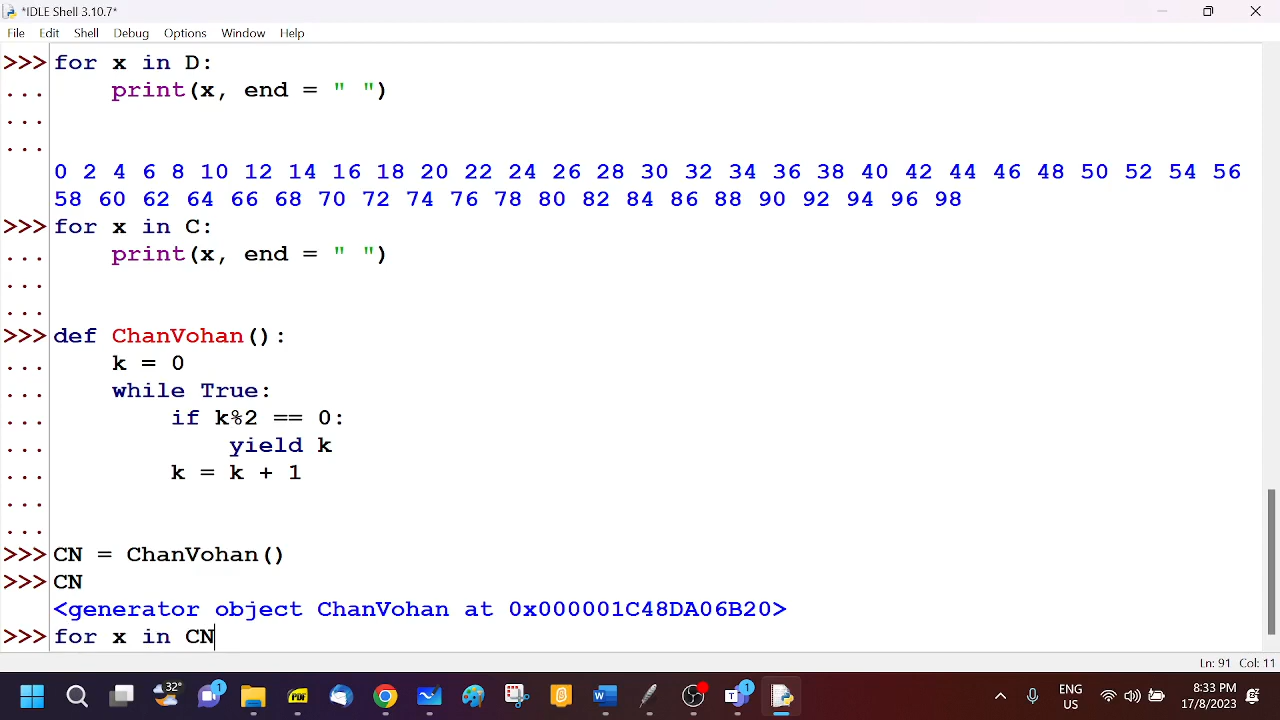 *IDLE Shell 3.10.7*
File Edit Shell Debug Options Window Help
>>> for x in D:
... print(x, end = " ")
...
...
0 2 4 6 8 10 12 14 16 18 20 22 24 26 28 30 32 34 36 38 40 42 44 46 48 50 52 54 56
58 60 62 64 66 68 70 72 74 76 78 80 82 84 86 88 90 92 94 96 98
>>> for x in C:
... print(x, end = " ")
...
...
>>> def ChanVohan():
... k = 0
... while True:
... if k%2 == 0:
... yield k
... k = k + 1
...
...
>>> CN = ChanVohan()
>>> CN
<generator object ChanVohan at 0x000001C48DA06B20>
>>> for x in CN
Ln: 91 Col: 11
32°
1
PDF
1
ENG
US
8:33 PM
17/8/2023